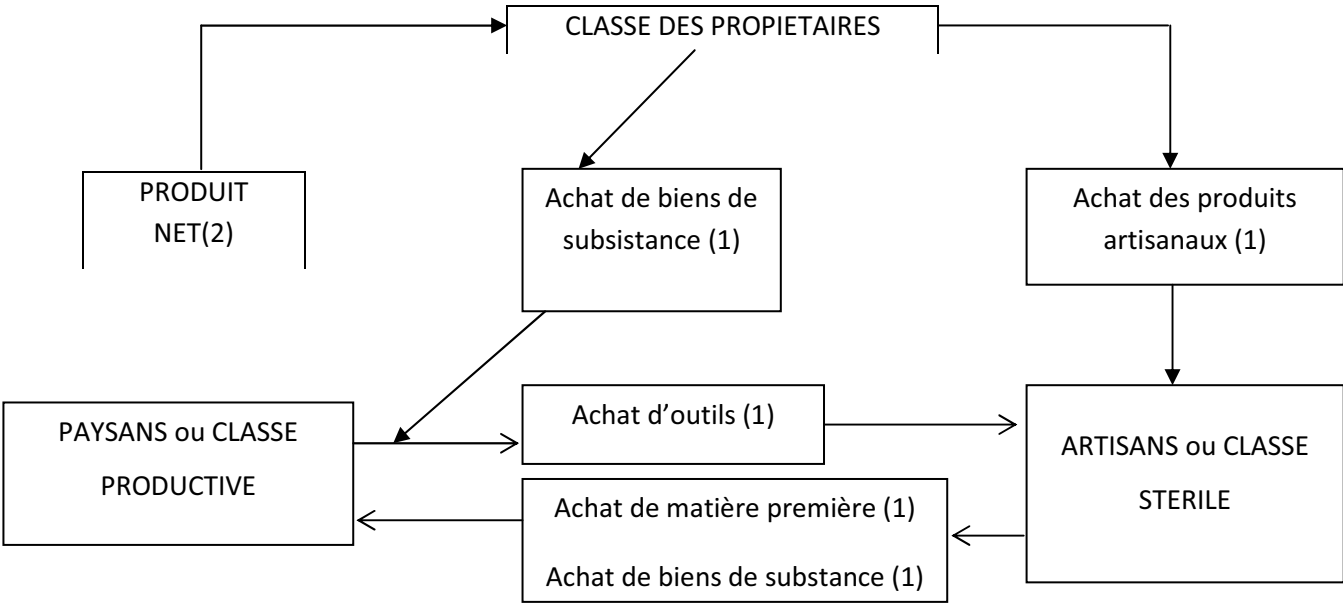 CLASSE DES PROPIETAIRES
PRODUIT
NET(2)
Achat de biens de
subsistance (1)
Achat des produits
artisanaux (1)
PAYSANS ou CLASSE
PRODUCTIVE
Achat d’outils (1)
Achat de matière première (1)
Achat de biens de substance (1)
ARTISANS ou CLASSE
STERILE